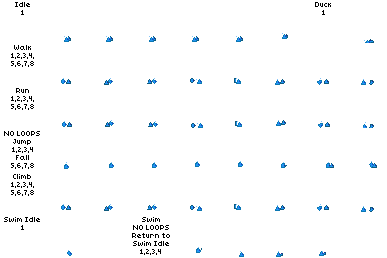 Idle
1
Duck
1
Walk
1,2,3,4,
5,6,7,8
Run
1,2,3,4,
5,6,7,8
NO LOOPS
Jump
1,2,3,4
Fall
5,6,7,8
Climb
1,2,3,4,
5,6,7,8
Swim Idle
1
Swim
NO LOOPS
Return to
Swim Idle
1,2,3,4